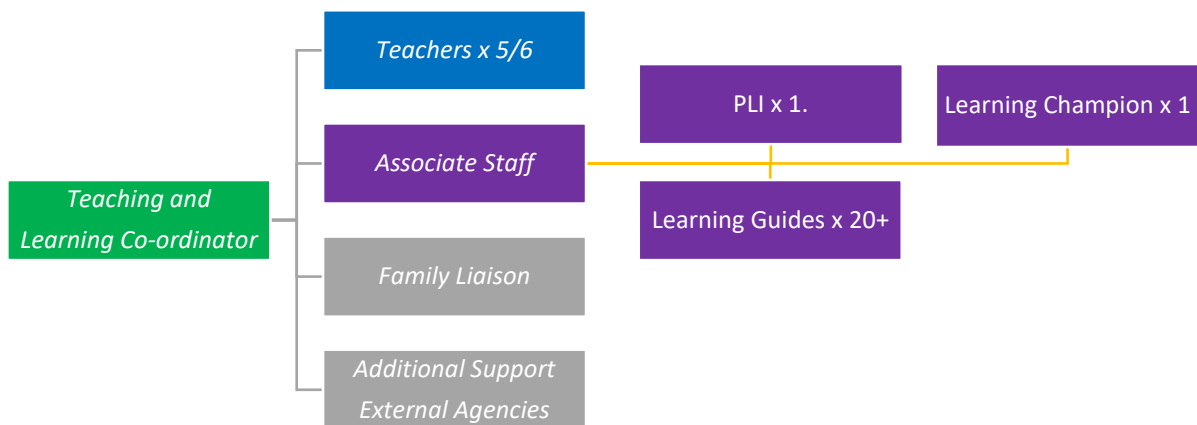 Teachers x 5/6
PLI x 1.
Learning Champion x 1
Associate Staff
Teaching and
Learning Co-ordinator
Learning Guides x 20+
Family Liaison
Additional Support
External Agencies